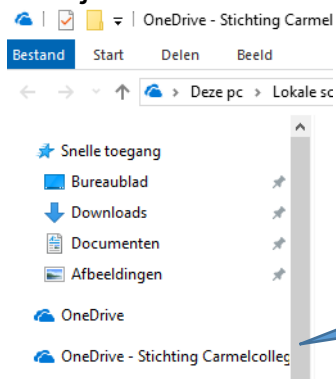 OneDrive - Stichting Carmel
Bestand Start Delen Beeld
Deze pc > Lokale sc
Snelle toegang
Bureaublad
Downloads
Documenten
Afbeeldingen
OneDrive
OneDrive - Stichting Carmelcolleg